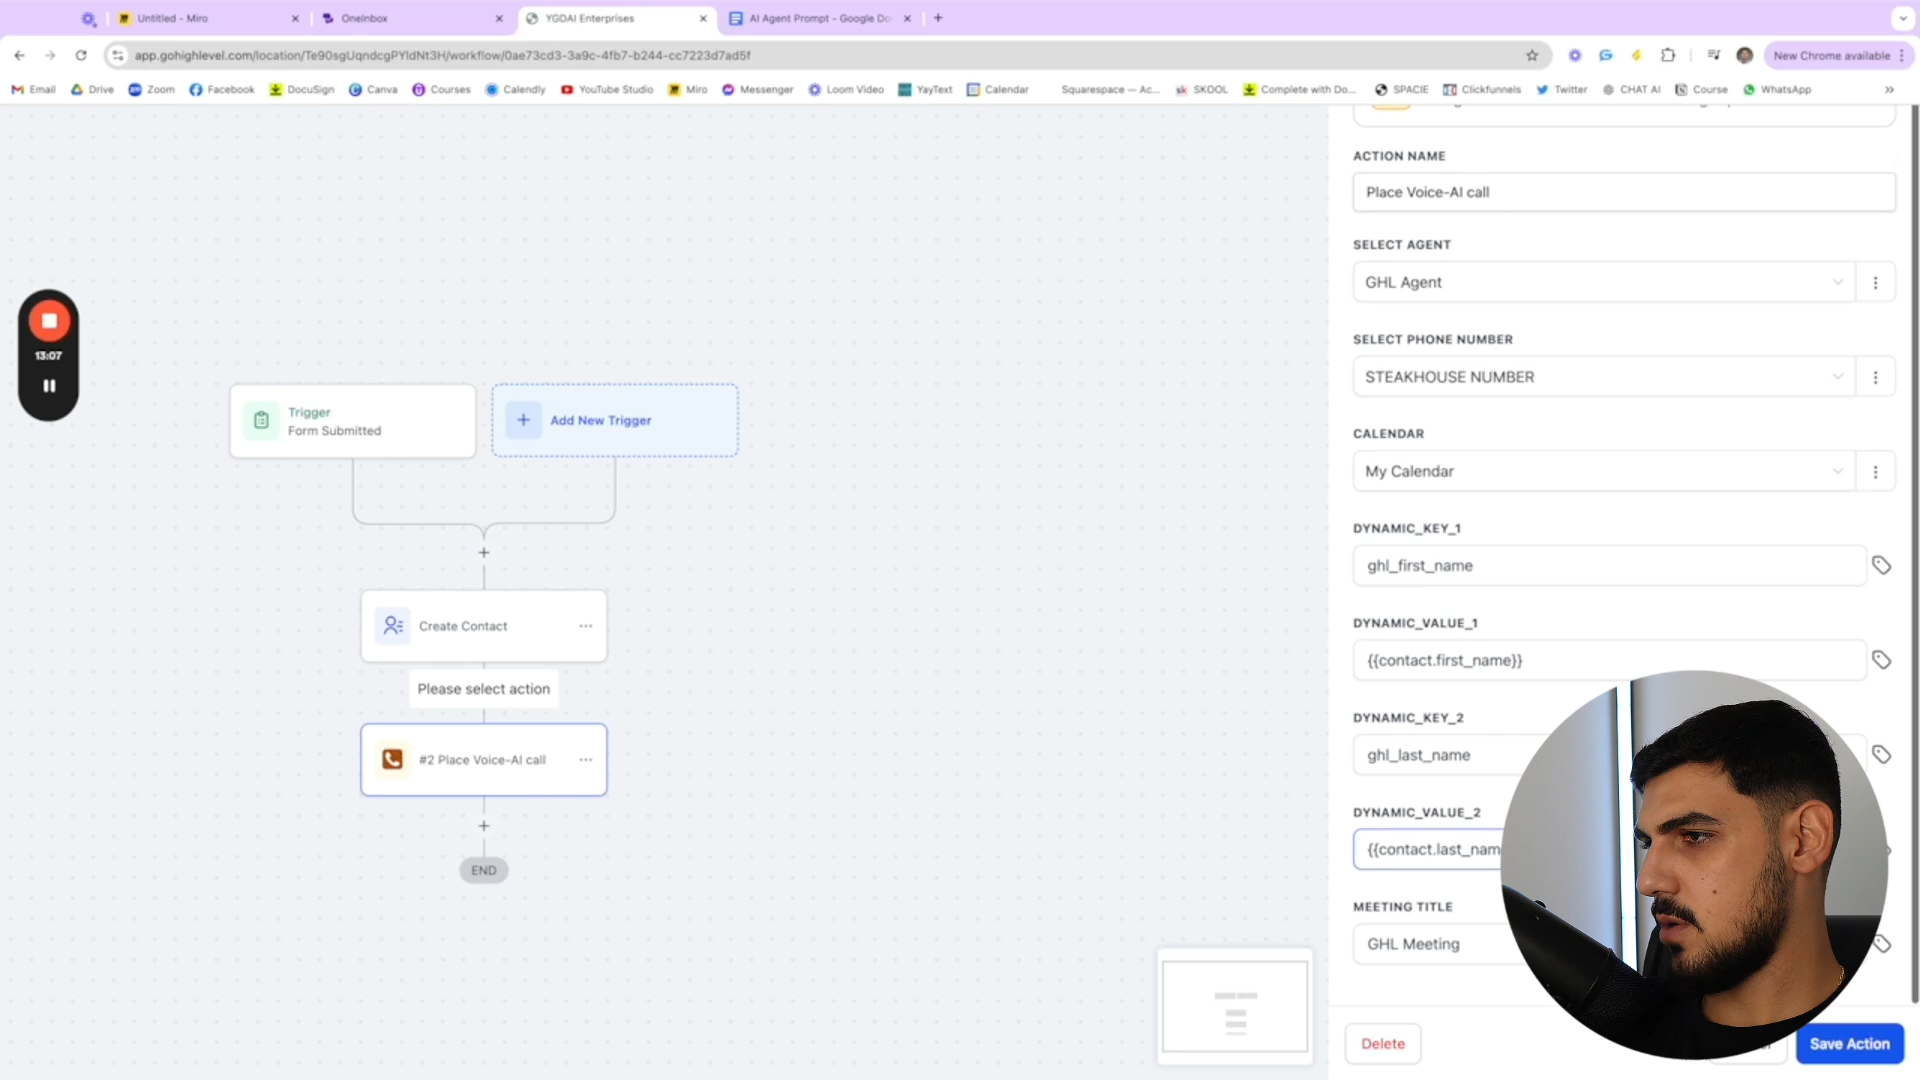 Untitled - Miro
OneInbox
YGDAI Enterprises
AI Agent Prompt - Google Do
app.gohighlevel.com/location/Te90sgUqndcgPYldNt3H/workflow/0ae73cd3-3a9c-4fb7-b244-cc7223d7ad5f
New Chrome available
Email
Drive
Zoom
Facebook
DocuSign
Canva
Courses
Calendly
YouTube Studio
Miro
Messenger
Loom Video
YayText
Calendar
Squarespace — Ac...
SKOOL
Complete with Do...
SPACIE
Clickfunnels
Twitter
CHAT AI
Course
WhatsApp
ACTION NAME
Place Voice-AI call
SELECT AGENT
GHL Agent
SELECT PHONE NUMBER
STEAKHOUSE NUMBER
CALENDAR
My Calendar
DYNAMIC_KEY_1
ghl_first_name
DYNAMIC_VALUE_1
{{contact.first_name}}
DYNAMIC_KEY_2
ghl_last_name
DYNAMIC_VALUE_2
{{contact.last_nam
MEETING TITLE
GHL Meeting
Delete
Save Action
13:07
Trigger
Form Submitted
Add New Trigger
Create Contact
Please select action
#2 Place Voice-AI call
END